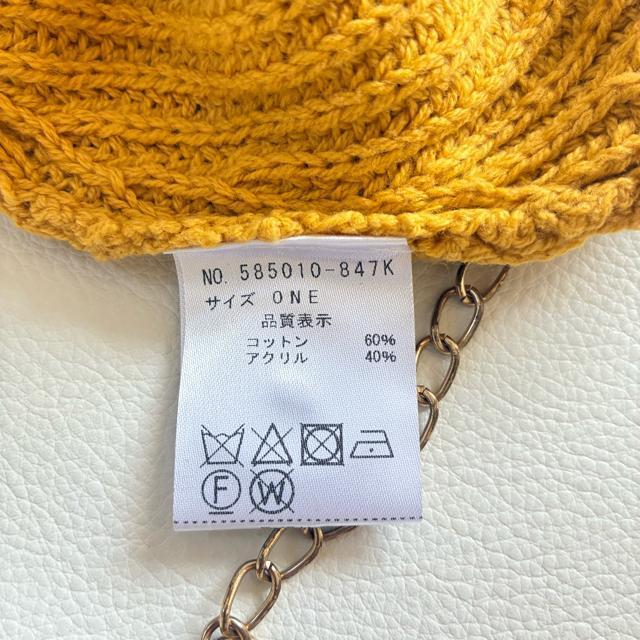 NO. 585010-847K
サイズ ONE
品質表示
コットン 60%
アクリル 40%
F W